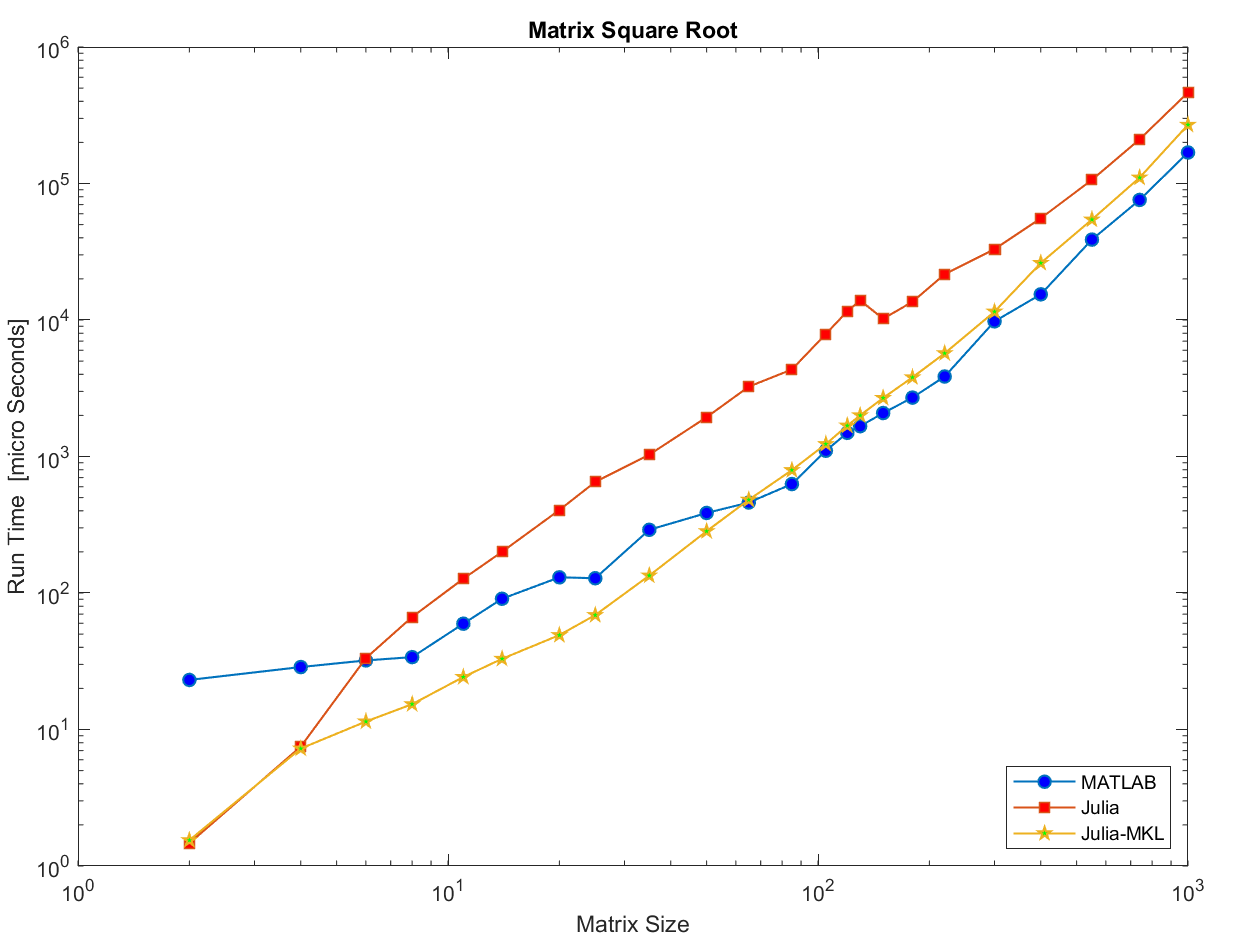 Matrix Square Root
10^6
10^5
10^4
10^3
10^2
10^1
10^0
Run Time [micro Seconds]
10^0 10^1 10^2 10^3
Matrix Size
MATLAB
Julia
Julia-MKL